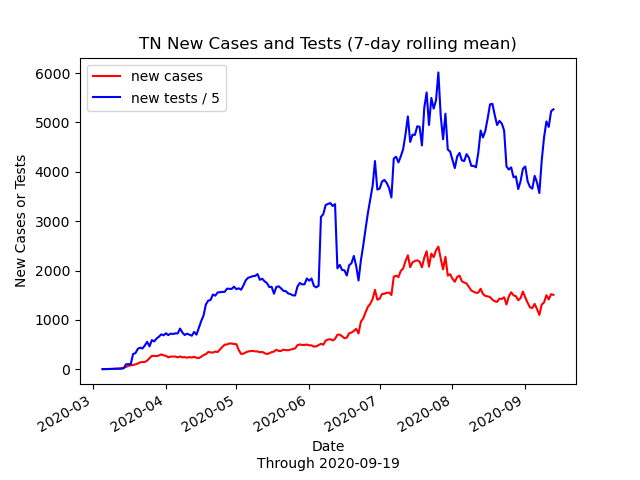 TN New Cases and Tests (7-day rolling mean)
new cases
new tests / 5
New Cases or Tests
6000
5000
4000
3000
2000
1000
0
2020-03
2020-04
2020-05
2020-06
2020-07
2020-08
2020-09
Date
Through 2020-09-19